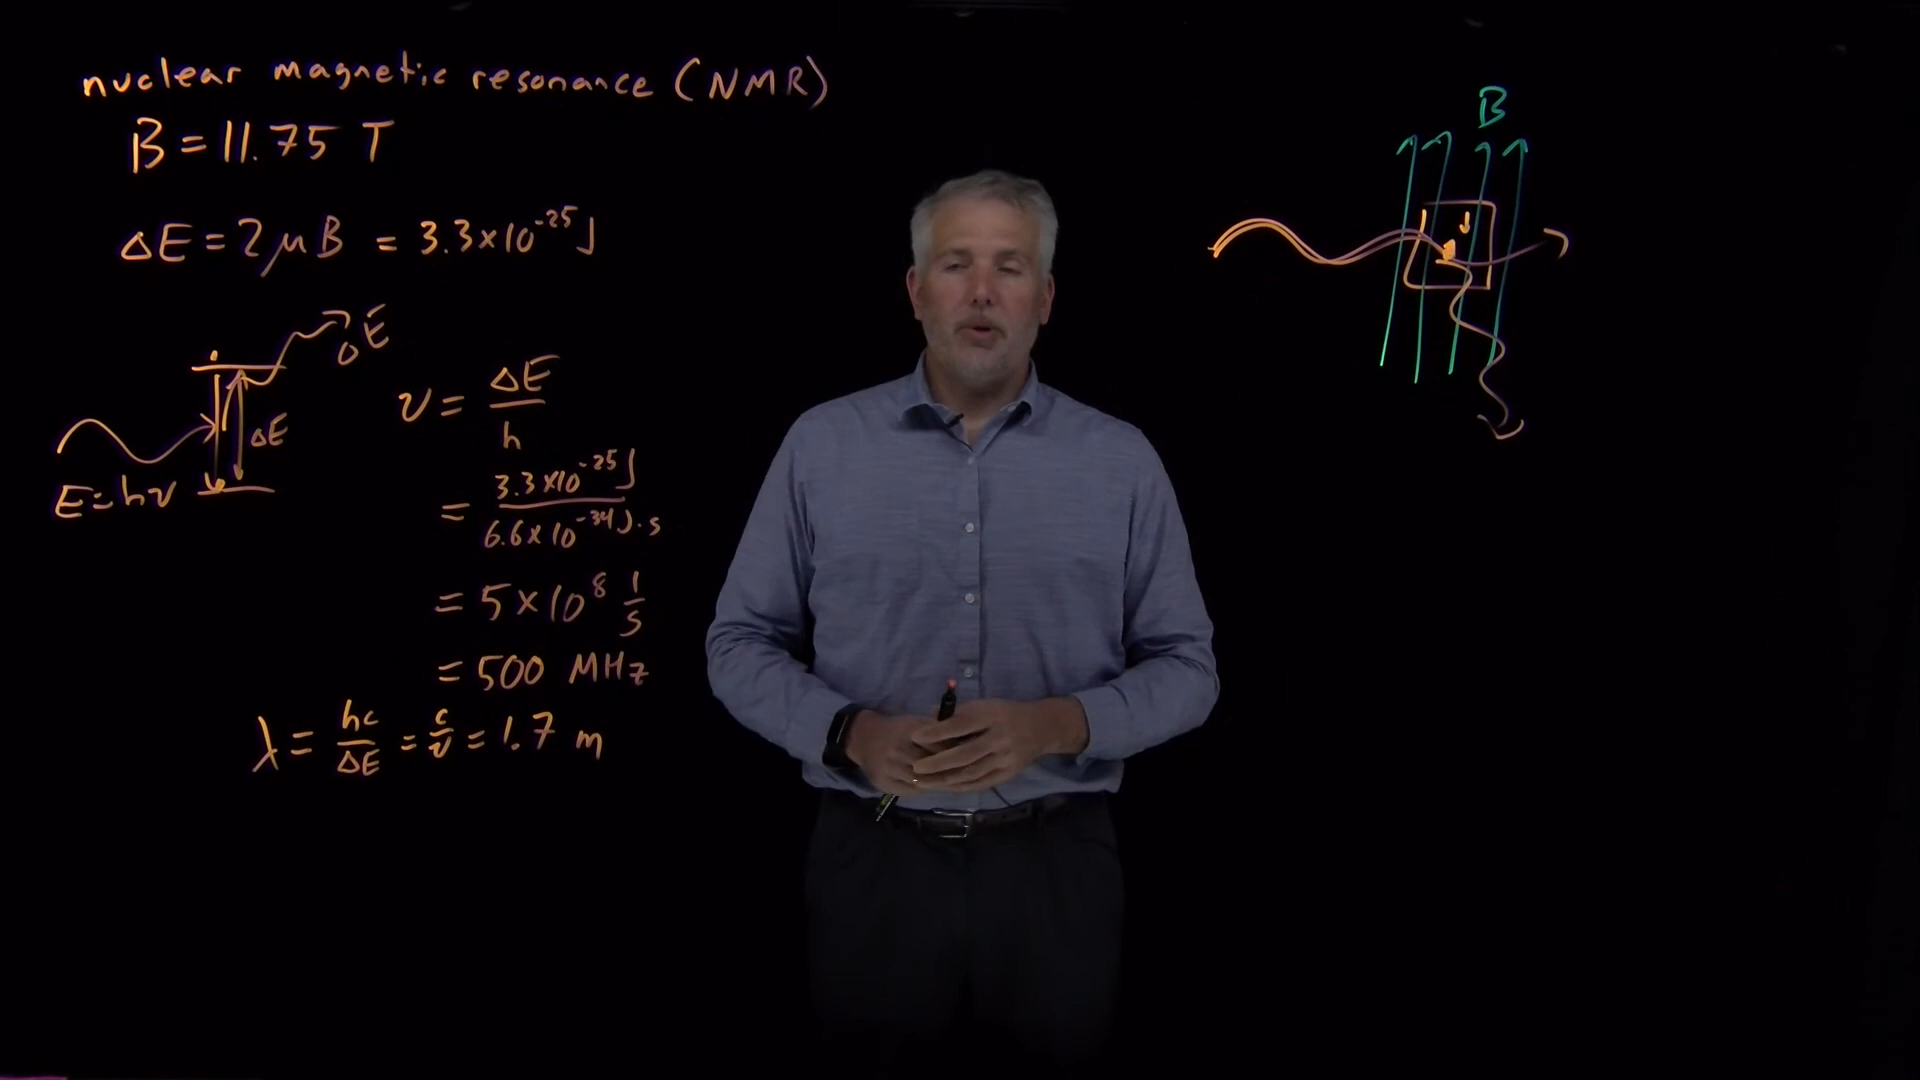 nuclear magnetic resonance (NMR)
B = 11.75 T
ΔE = 2μB = 3.3×10⁻²⁵ J
ΔE
ΔE
E = hν
ν = ΔE / h
= 3.3×10⁻²⁵ J / 6.6×10⁻³⁴ J·s
= 5×10⁸ 1/s
= 500 MHz
λ = hc/ΔE = c/ν = 1.7 m
B